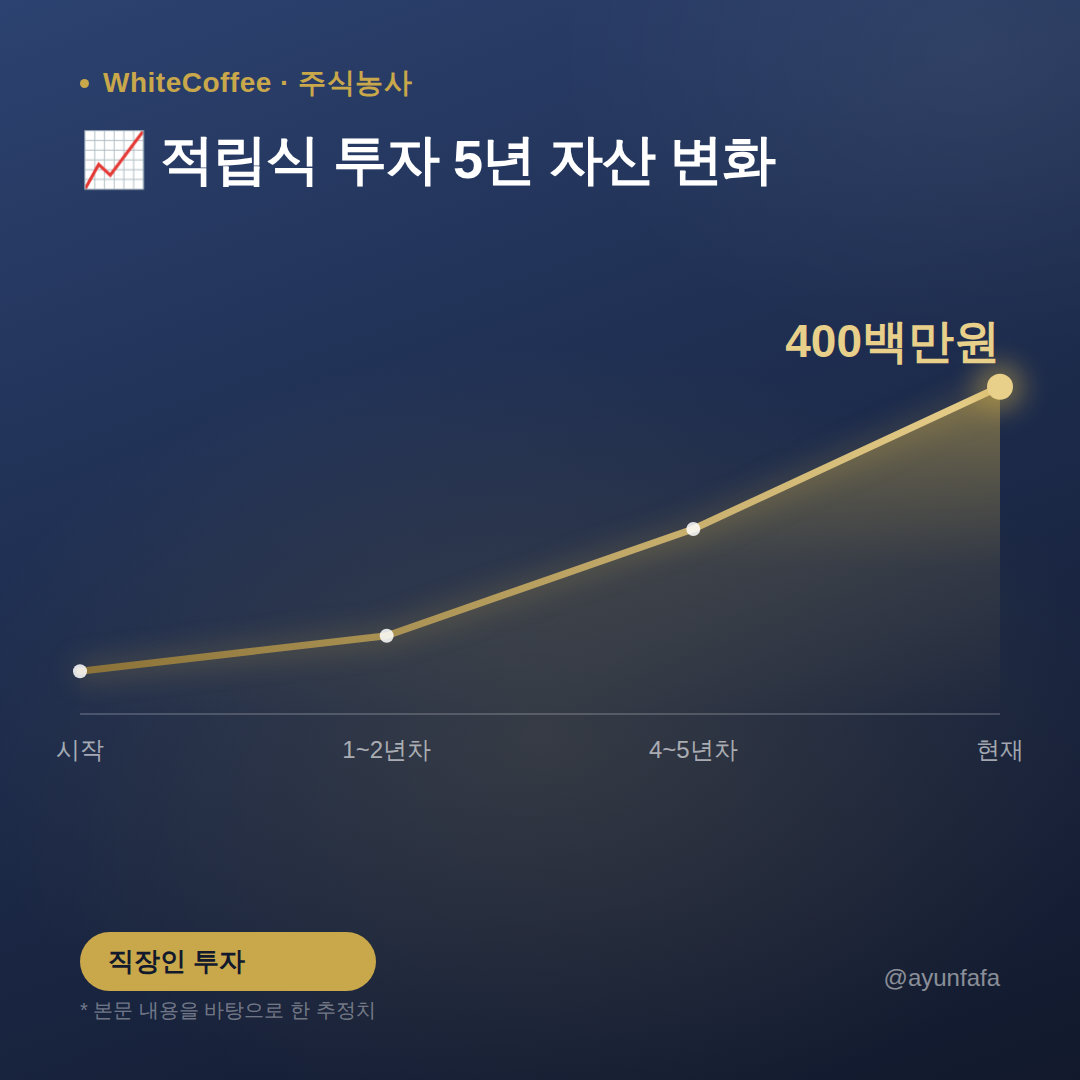 WhiteCoffee · 주식농사
📈 적립식 투자 5년 자산 변화
400백만원
시작 1~2년차 4~5년차 현재
직장인 투자
@ayunfafa
* 본문 내용을 바탕으로 한 추정치